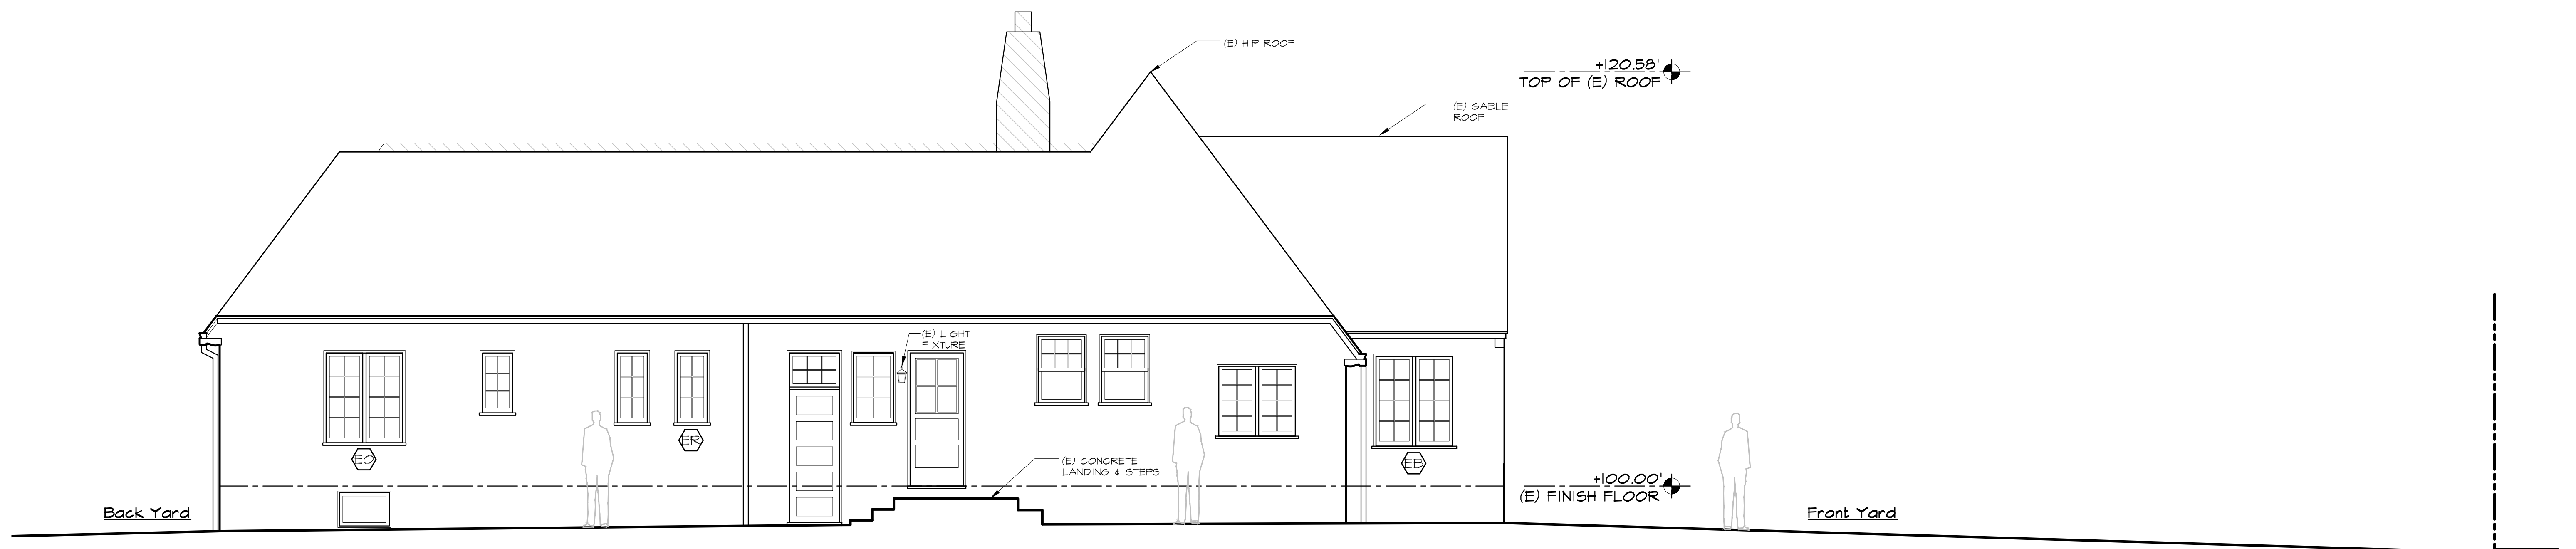 (E) HIP ROOF
+120.58'
TOP OF (E) ROOF
(E) GABLE
ROOF
(E) LIGHT
FIXTURE
ER
EO
(E) CONCRETE
LANDING & STEPS
EB
+100.00'
(E) FINISH FLOOR
Back Yard
Front Yard